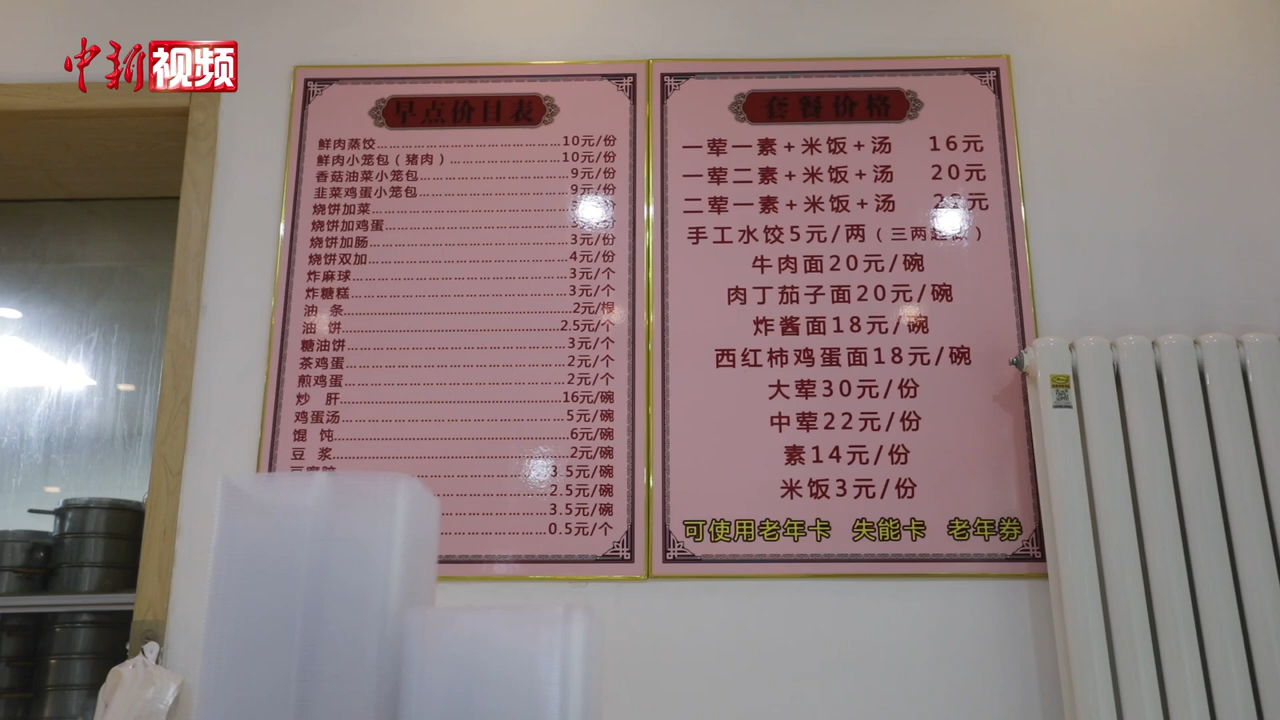 中新视频
早点价目表
鲜肉蒸饺……10元/份
鲜肉小笼包（猪肉）……10元/份
香菇油菜小笼包……9元/份
韭菜鸡蛋小笼包……9元/份
烧饼加菜……
烧饼加鸡蛋……
烧饼加肠……3元/份
烧饼双加……4元/份
炸麻球……3元/个
炸糖糕……3元/个
油 条……2元/根
油 饼……2.5元/个
糖油饼……3元/个
茶鸡蛋……2元/个
煎鸡蛋……2元/个
炒 肝……16元/碗
鸡蛋汤……5元/碗
馄 饨……6元/碗
豆 浆……2元/碗
豆腐脑……3.5元/碗
……2.5元/碗
……3.5元/碗
……0.5元/个
套餐价格
一荤一素+米饭+汤 16元
一荤二素+米饭+汤 20元
二荤一素+米饭+汤 元
手工水饺5元/两（三两起
牛肉面20元/碗
肉丁茄子面20元/碗
炸酱面18元/碗
西红柿鸡蛋面18元/碗
大荤30元/份
中荤22元/份
素14元/份
米饭3元/份
可使用老年卡 失能卡 老年券